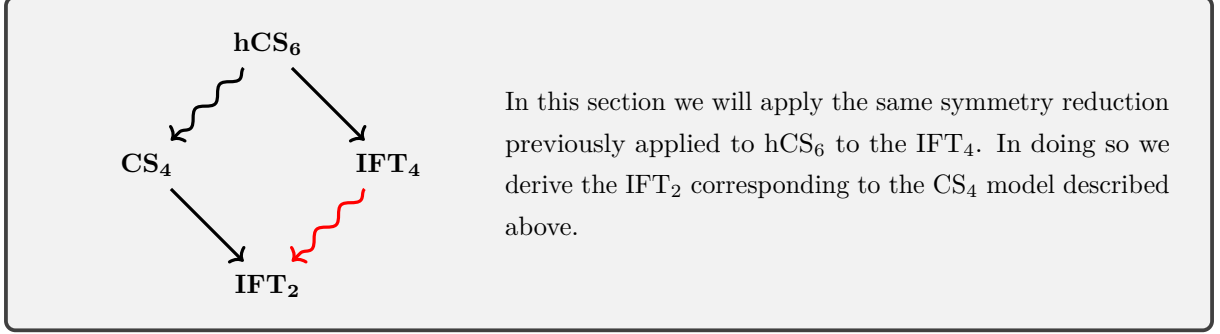 hCS₆
CS₄
IFT₄
IFT₂
In this section we will apply the same symmetry reduction
previously applied to hCS₆ to the IFT₄. In doing so we
derive the IFT₂ corresponding to the CS₄ model described
above.